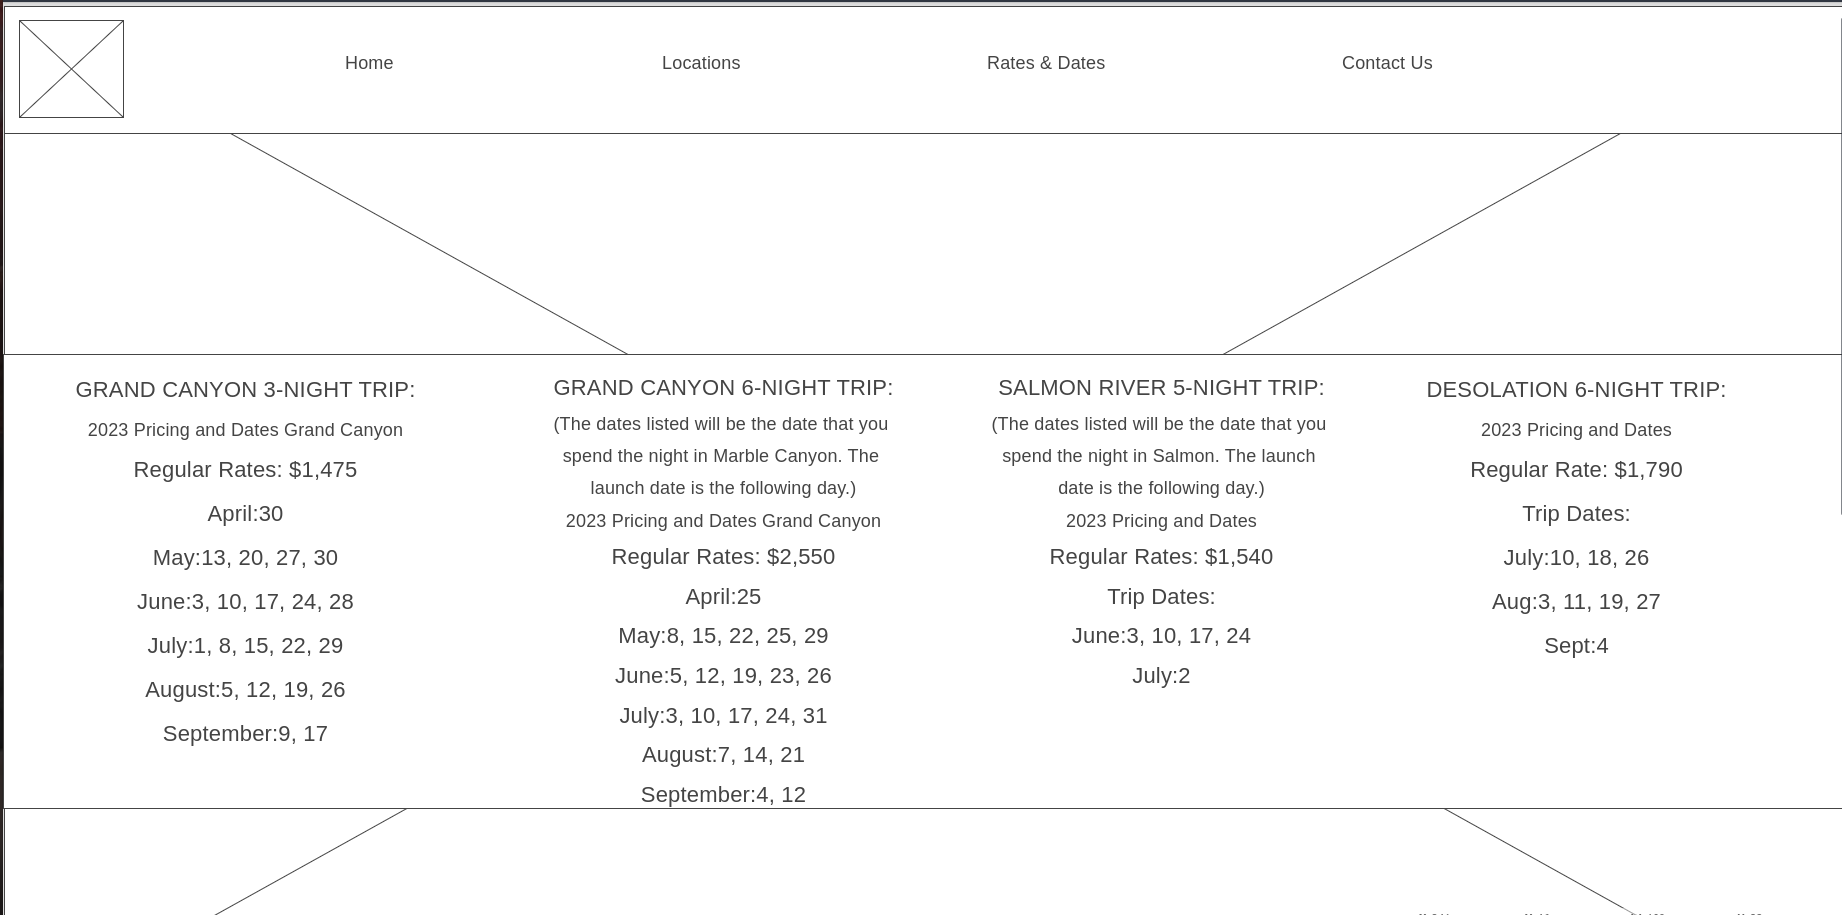 Home
Locations
Rates & Dates
Contact Us
GRAND CANYON 3-NIGHT TRIP:
2023 Pricing and Dates Grand Canyon
Regular Rates: $1,475
April:30
May:13, 20, 27, 30
June:3, 10, 17, 24, 28
July:1, 8, 15, 22, 29
August:5, 12, 19, 26
September:9, 17
GRAND CANYON 6-NIGHT TRIP:
(The dates listed will be the date that you
spend the night in Marble Canyon. The
launch date is the following day.)
2023 Pricing and Dates Grand Canyon
Regular Rates: $2,550
April:25
May:8, 15, 22, 25, 29
June:5, 12, 19, 23, 26
July:3, 10, 17, 24, 31
August:7, 14, 21
September:4, 12
SALMON RIVER 5-NIGHT TRIP:
(The dates listed will be the date that you
spend the night in Salmon. The launch
date is the following day.)
2023 Pricing and Dates
Regular Rates: $1,540
Trip Dates:
June:3, 10, 17, 24
July:2
DESOLATION 6-NIGHT TRIP:
2023 Pricing and Dates
Regular Rate: $1,790
Trip Dates:
July:10, 18, 26
Aug:3, 11, 19, 27
Sept:4